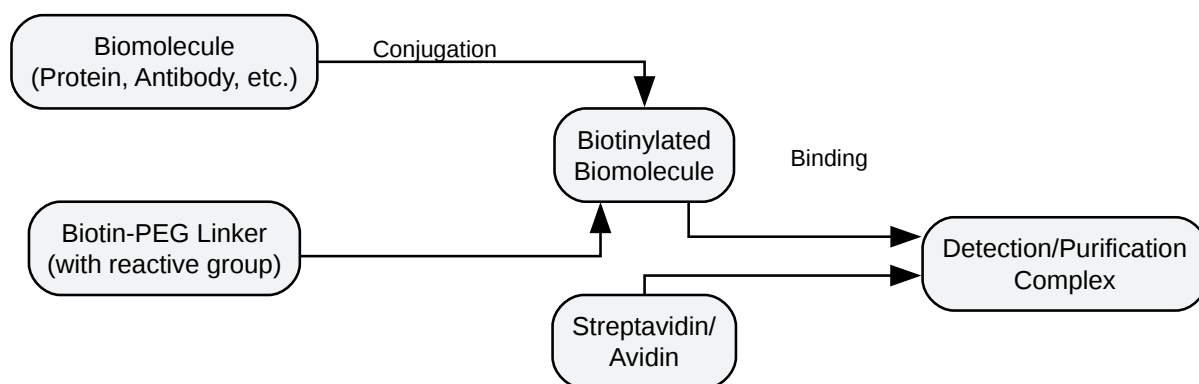 Biomolecule
(Protein, Antibody, etc.)
Conjugation
Biotinylated
Biomolecule
Binding
Biotin-PEG Linker
(with reactive group)
Detection/Purification
Complex
Streptavidin/
Avidin